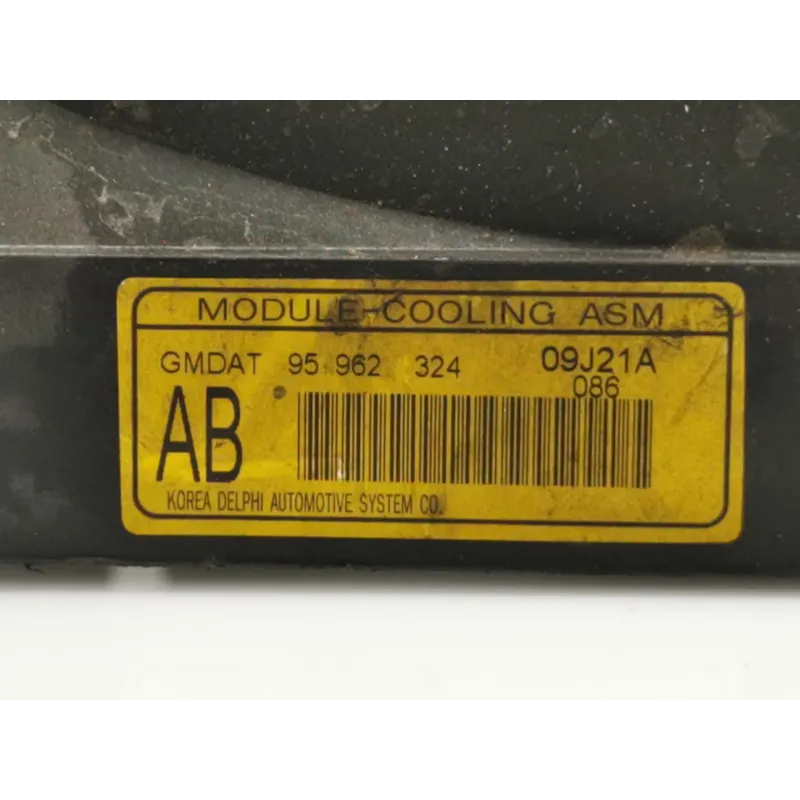 MODULE-COOLING ASM
GMDAT 95 962 324 09J21A
086
AB
KOREA DELPHI AUTOMOTIVE SYSTEM CO.